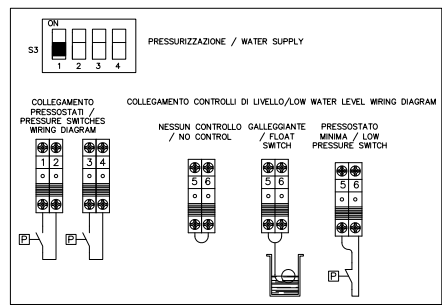 ON
S3
1 2 3 4
PRESSURIZZAZIONE / WATER SUPPLY
COLLEGAMENTO
PRESSOSTATI /
PRESSURE SWITCHES
WIRING DIAGRAM
1 2
3 4
P
P
COLLEGAMENTO CONTROLLI DI LIVELLO/LOW WATER LEVEL WIRING DIAGRAM
NESSUN CONTROLLO
/ NO CONTROL
5 6
GALLEGGIANTE
/ FLOAT
SWITCH
5 6
PRESSOSTATO
MINIMA / LOW
PRESSURE SWITCH
5 6
P